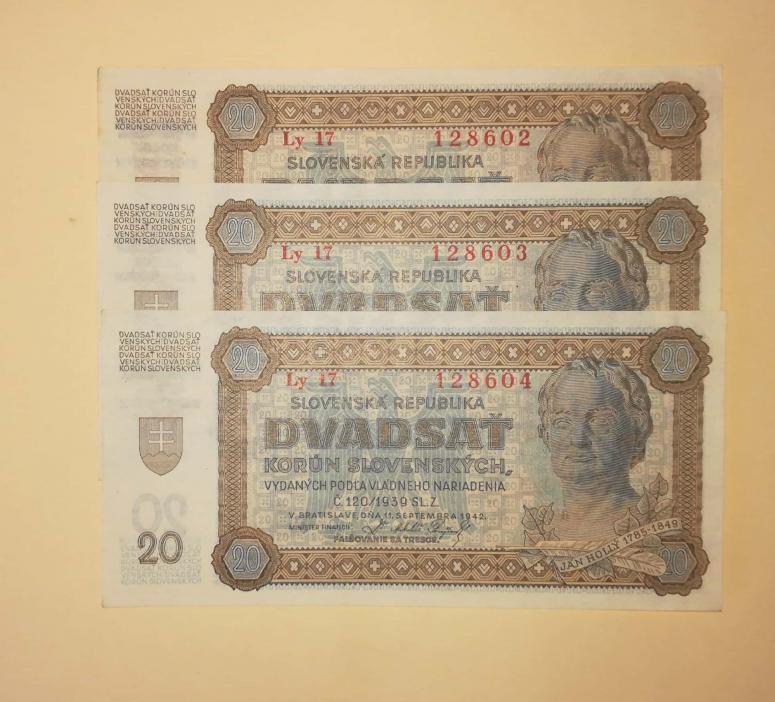 DVADSAŤ KORÚN SLO
VENSKÝCH DVADSAŤ
KORÚN SLOVENSKÝCH
DVADSAŤ KORÚN SLO
VENSKÝCH DVADSAŤ
KORÚN SLOVENSKÝCH
20
20
Ly 17 128602
SLOVENSKÁ REPUBLIKA
DVADSAŤ
DVADSAŤ KORÚN SLO
VENSKÝCH DVADSAŤ
KORÚN SLOVENSKÝCH
DVADSAŤ KORÚN SLO
VENSKÝCH DVADSAŤ
KORÚN SLOVENSKÝCH
20
20
Ly 17 128603
SLOVENSKÁ REPUBLIKA
DVADSAŤ
DVADSAŤ KORÚN SLO
VENSKÝCH DVADSAŤ
KORÚN SLOVENSKÝCH
DVADSAŤ KORÚN SLO
VENSKÝCH DVADSAŤ
KORÚN SLOVENSKÝCH
20
20
Ly 17 128604
SLOVENSKÁ REPUBLIKA
DVADSAŤ
KORÚN SLOVENSKÝCH,
VYDANÝCH PODĽA VLÁDNEHO NARIADENIA
Č. 120/1939 SL. Z.
V BRATISLAVE DŇA 11. SEPTEMBRA 1942.
MINISTER FINANCIÍ:
FALŠOVANIE SA TRESCE.
JÁN HOLLÝ 1785-1849
20
20
20